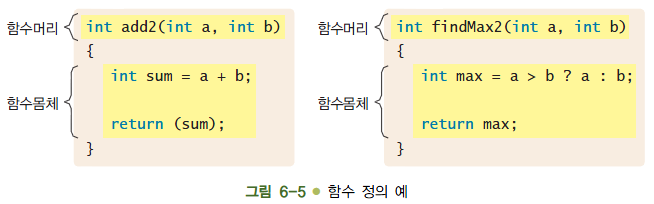 함수머리 int add2(int a, int b)
{
함수몸체 int sum = a + b;
return (sum);
}
함수머리 int findMax2(int a, int b)
{
함수몸체 int max = a > b ? a : b;
return max;
}
그림 6-5 ● 함수 정의 예